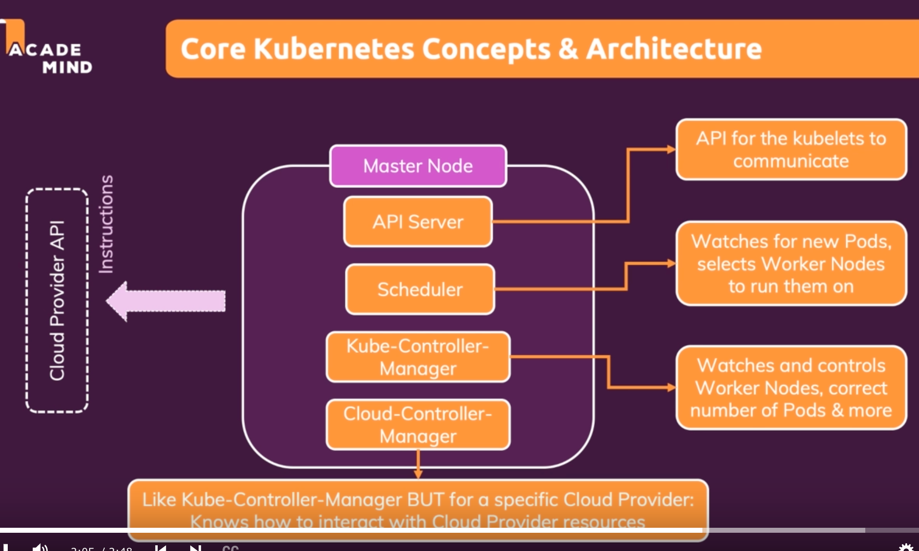 ACADE
MIND
Core Kubernetes Concepts & Architecture
Master Node
API Server
Scheduler
Kube-Controller-
Manager
Cloud-Controller-
Manager
API for the kubelets to
communicate
Watches for new Pods,
selects Worker Nodes
to run them on
Watches and controls
Worker Nodes, correct
number of Pods & more
Cloud Provider API
Instructions
Like Kube-Controller-Manager BUT for a specific Cloud Provider:
Knows how to interact with Cloud Provider resources